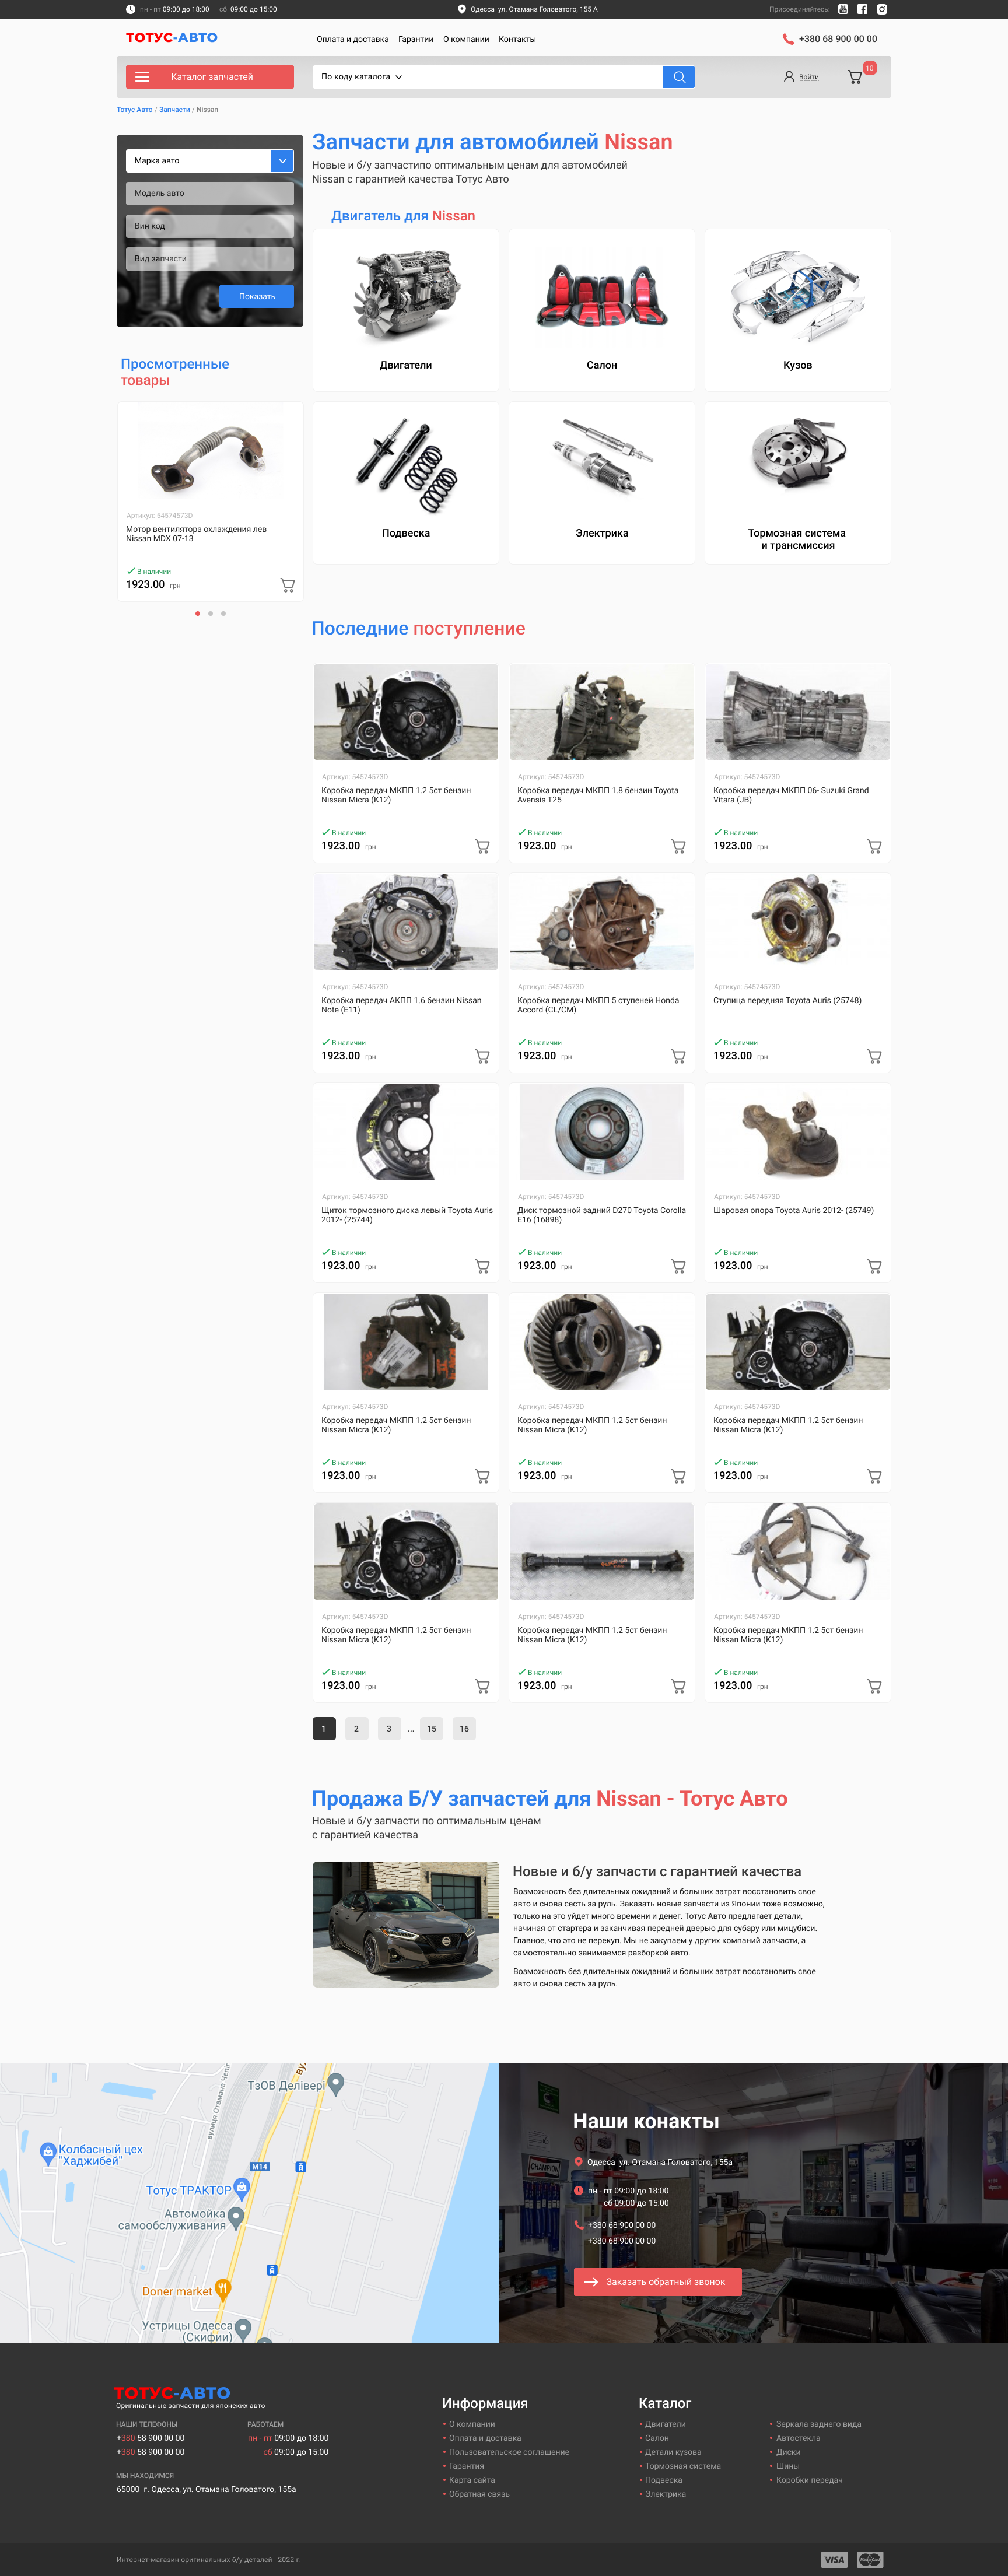 пн - пт 09:00 до 18:00 сб 09:00 до 15:00
Одесса ул. Отамана Головатого, 155 А
Присоединяйтесь:
ТОТУС-АВТО
Оплата и доставка Гарантии О компании Контакты
+380 68 900 00 00
Каталог запчастей
По коду каталога
Войти
10
Тотус Авто / Запчасти / Nissan
Марка авто
Модель авто
Вин код
Вид запчасти
Показать
Запчасти для автомобилей Nissan
Новые и б/у запчастипо оптимальным ценам для автомобилей
Nissan с гарантией качества Тотус Авто
Двигатель для Nissan
Двигатели
Салон
Кузов
Подвеска
Электрика
Тормозная система
и трансмиссия
Просмотренные
товары
Артикул: 54574573D
Мотор вентилятора охлаждения лев
Nissan MDX 07-13
В наличии
1923.00 грн
Последние поступление
Артикул: 54574573D
Коробка передач МКПП 1.2 5ст бензин
Nissan Micra (K12)
В наличии
1923.00 грн
Артикул: 54574573D
Коробка передач МКПП 1.8 бензин Toyota
Avensis T25
В наличии
1923.00 грн
Артикул: 54574573D
Коробка передач МКПП 06- Suzuki Grand
Vitara (JB)
В наличии
1923.00 грн
Артикул: 54574573D
Коробка передач АКПП 1.6 бензин Nissan
Note (E11)
В наличии
1923.00 грн
Артикул: 54574573D
Коробка передач МКПП 5 ступеней Honda
Accord (CL/CM)
В наличии
1923.00 грн
Артикул: 54574573D
Ступица передняя Toyota Auris (25748)
В наличии
1923.00 грн
Артикул: 54574573D
Щиток тормозного диска левый Toyota Auris
2012- (25744)
В наличии
1923.00 грн
Артикул: 54574573D
Диск тормозной задний D270 Toyota Corolla
E16 (16898)
В наличии
1923.00 грн
Артикул: 54574573D
Шаровая опора Toyota Auris 2012- (25749)
В наличии
1923.00 грн
Артикул: 54574573D
Коробка передач МКПП 1.2 5ст бензин
Nissan Micra (K12)
В наличии
1923.00 грн
Артикул: 54574573D
Коробка передач МКПП 1.2 5ст бензин
Nissan Micra (K12)
В наличии
1923.00 грн
Артикул: 54574573D
Коробка передач МКПП 1.2 5ст бензин
Nissan Micra (K12)
В наличии
1923.00 грн
Артикул: 54574573D
Коробка передач МКПП 1.2 5ст бензин
Nissan Micra (K12)
В наличии
1923.00 грн
Артикул: 54574573D
Коробка передач МКПП 1.2 5ст бензин
Nissan Micra (K12)
В наличии
1923.00 грн
Артикул: 54574573D
Коробка передач МКПП 1.2 5ст бензин
Nissan Micra (K12)
В наличии
1923.00 грн
1 2 3 ... 15 16
Продажа Б/У запчастей для Nissan - Тотус Авто
Новые и б/у запчасти по оптимальным ценам
с гарантией качества
Новые и б/у запчасти с гарантией качества
Возможность без длительных ожиданий и больших затрат восстановить свое
авто и снова сесть за руль. Заказать новые запчасти из Японии тоже возможно,
только на это уйдет много времени и денег. Тотус Авто предлагает детали,
начиная от стартера и заканчивая передней дверью для субару или мицубиси.
Главное, что это не перекуп. Мы не закупаем у других компаний запчасти, а
самостоятельно занимаемся разборкой авто.
Возможность без длительных ожиданий и больших затрат восстановить свое
авто и снова сесть за руль.
ТзОВ Делівері
вулиця Отамана Чепіг
Колбасный цех
"Хаджибей"
М14
Тотус ТРАКТОР
Автомойка
самообслуживания
Doner market
Устрицы Одесса
(Скифии)
CHAMPION
Наши конакты
Одесса ул. Отамана Головатого, 155а
пн - пт 09:00 до 18:00
сб 09:00 до 15:00
+380 68 900 00 00
+380 68 900 00 00
Заказать обратный звонок
ТОТУС-АВТО
Оригинальные запчасти для японских авто
НАШИ ТЕЛЕФОНЫ
+380 68 900 00 00
+380 68 900 00 00
РАБОТАЕМ
пн - пт 09:00 до 18:00
сб 09:00 до 15:00
МЫ НАХОДИМСЯ
65000 г. Одесса, ул. Отамана Головатого, 155а
Информация
О компании
Оплата и доставка
Пользовательское соглашение
Гарантия
Карта сайта
Обратная связь
Каталог
Двигатели
Салон
Детали кузова
Тормозная система
Подвеска
Электрика
Зеркала заднего вида
Автостекла
Диски
Шины
Коробки передач
Интернет-магазин оригинальных б/у деталей 2022 г.
VISA
MasterCard